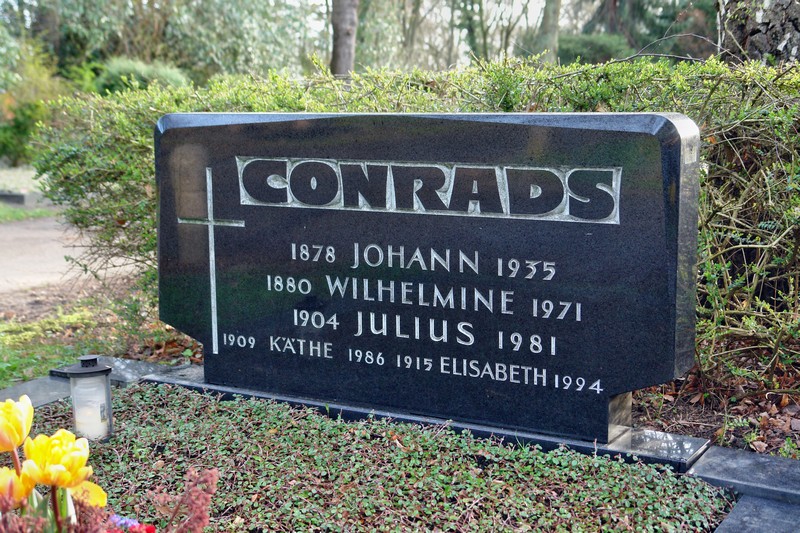 CONRADS
1878 JOHANN 1935
1880 WILHELMINE 1971
1904 JULIUS 1981
1909 KÄTHE 1986 1915 ELISABETH 1994